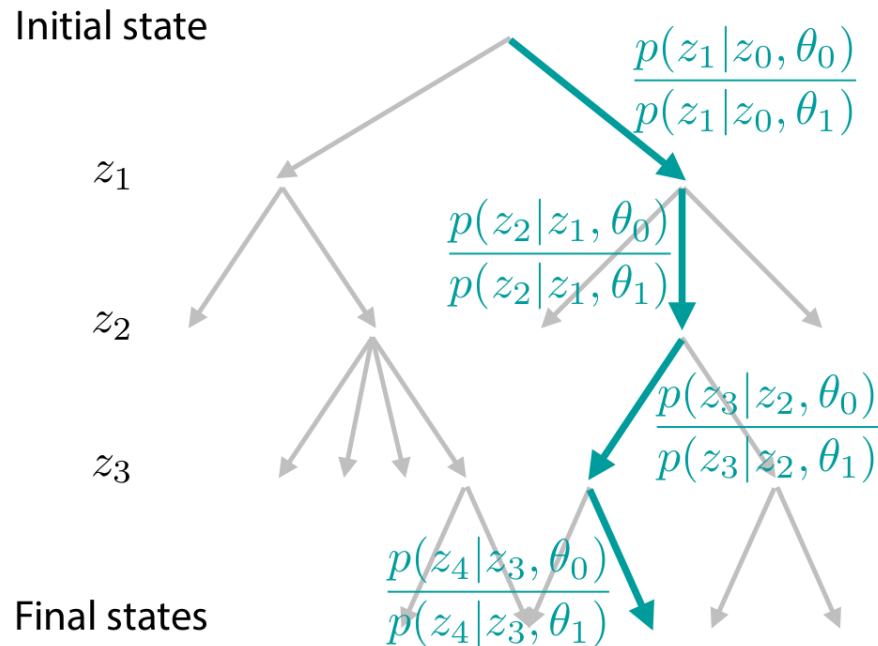 Initial state
p(z₁|z₀, θ₀)
p(z₁|z₀, θ₁)
z₁
p(z₂|z₁, θ₀)
p(z₂|z₁, θ₁)
z₂
p(z₃|z₂, θ₀)
p(z₃|z₂, θ₁)
z₃
p(z₄|z₃, θ₀)
p(z₄|z₃, θ₁)
Final states